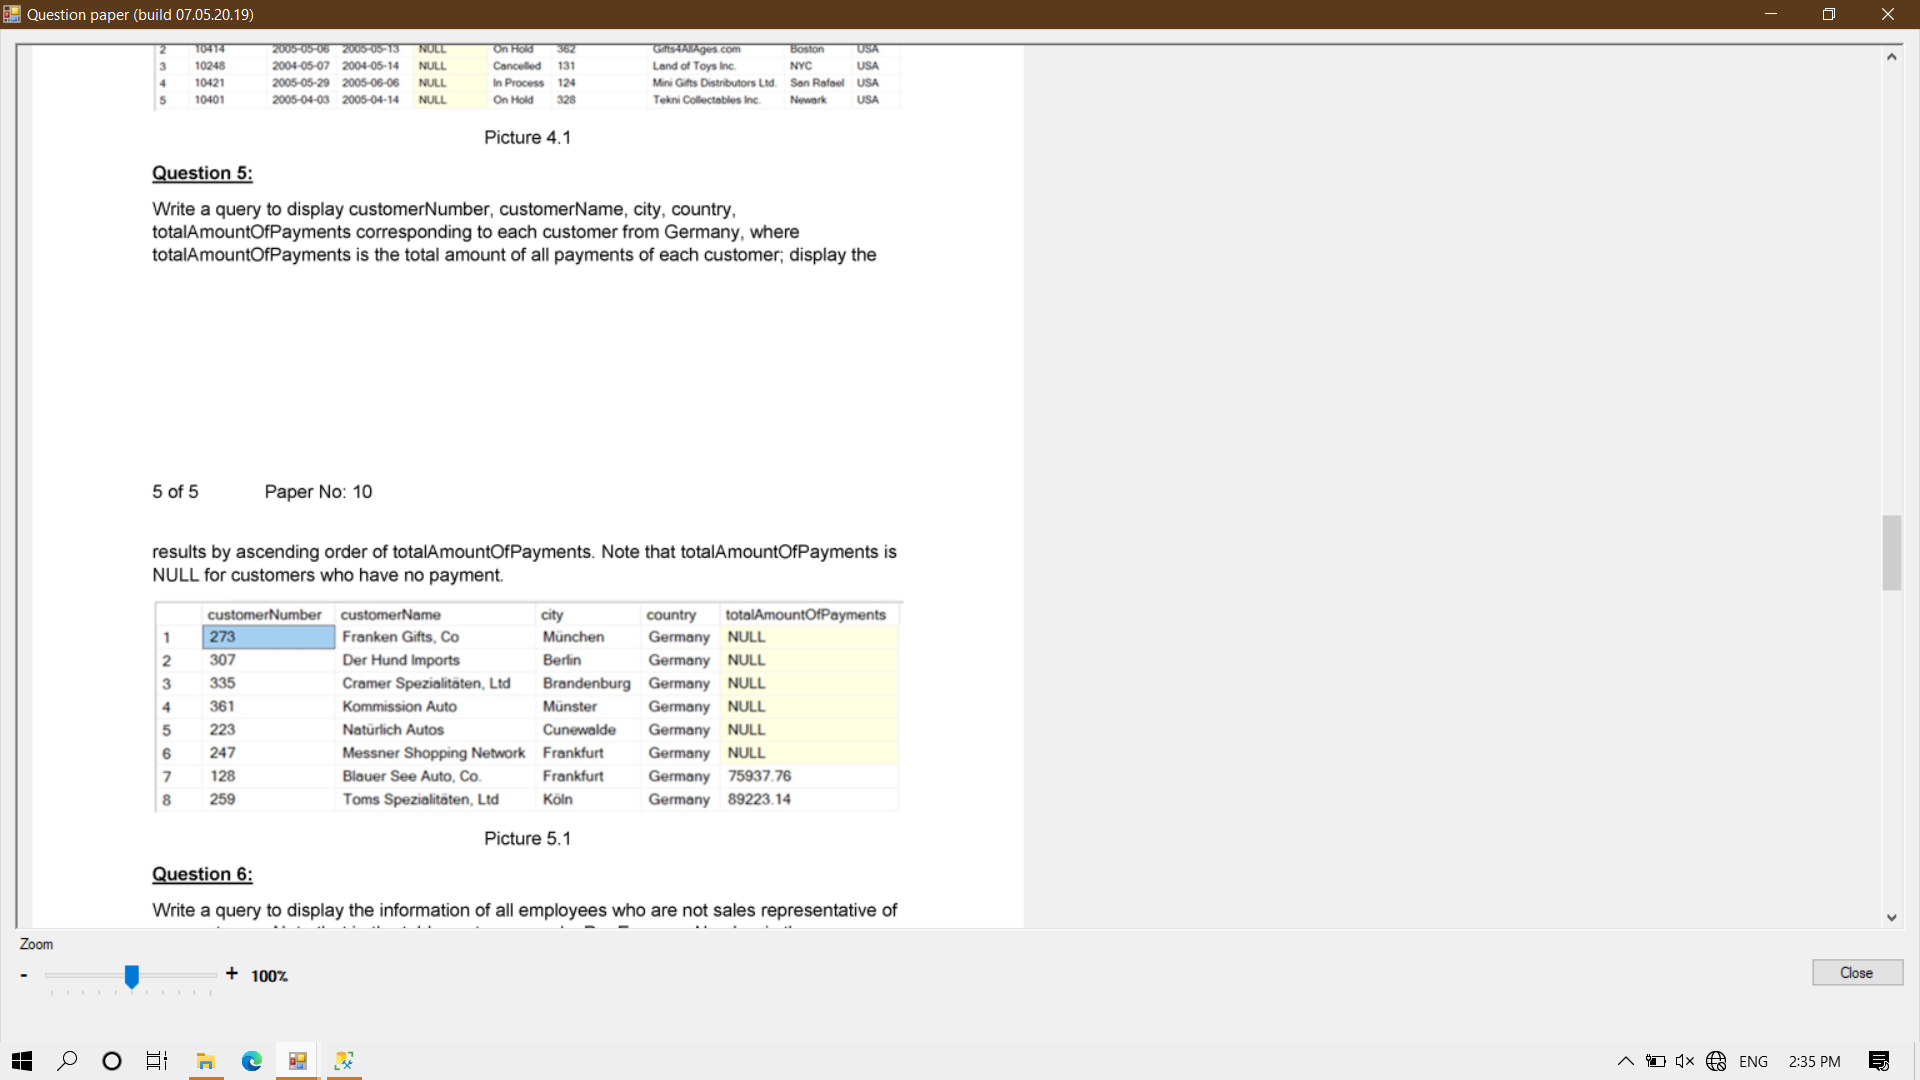 Question paper (build 07.05.20.19)
2 10414 2005-05-06 2005-05-13 NULL On Hold 362 Gifts4AllAges.com Boston USA
3 10248 2004-05-07 2004-05-14 NULL Cancelled 131 Land of Toys Inc. NYC USA
4 10421 2005-05-29 2005-06-06 NULL In Process 124 Mini Gifts Distributors Ltd. San Rafael USA
5 10401 2005-04-03 2005-04-14 NULL On Hold 328 Tekni Collectables Inc. Newark USA
Picture 4.1
Question 5:
Write a query to display customerNumber, customerName, city, country,
totalAmountOfPayments corresponding to each customer from Germany, where
totalAmountOfPayments is the total amount of all payments of each customer; display the
5 of 5 Paper No: 10
results by ascending order of totalAmountOfPayments. Note that totalAmountOfPayments is
NULL for customers who have no payment.
customerNumber customerName city country totalAmountOfPayments
1 273 Franken Gifts, Co München Germany NULL
2 307 Der Hund Imports Berlin Germany NULL
3 335 Cramer Spezialitäten, Ltd Brandenburg Germany NULL
4 361 Kommission Auto Münster Germany NULL
5 223 Natürlich Autos Cunewalde Germany NULL
6 247 Messner Shopping Network Frankfurt Germany NULL
7 128 Blauer See Auto, Co. Frankfurt Germany 75937.76
8 259 Toms Spezialitäten, Ltd Köln Germany 89223.14
Picture 5.1
Question 6:
Write a query to display the information of all employees who are not sales representative of
Zoom
- + 100%
Close
ENG 2:35 PM